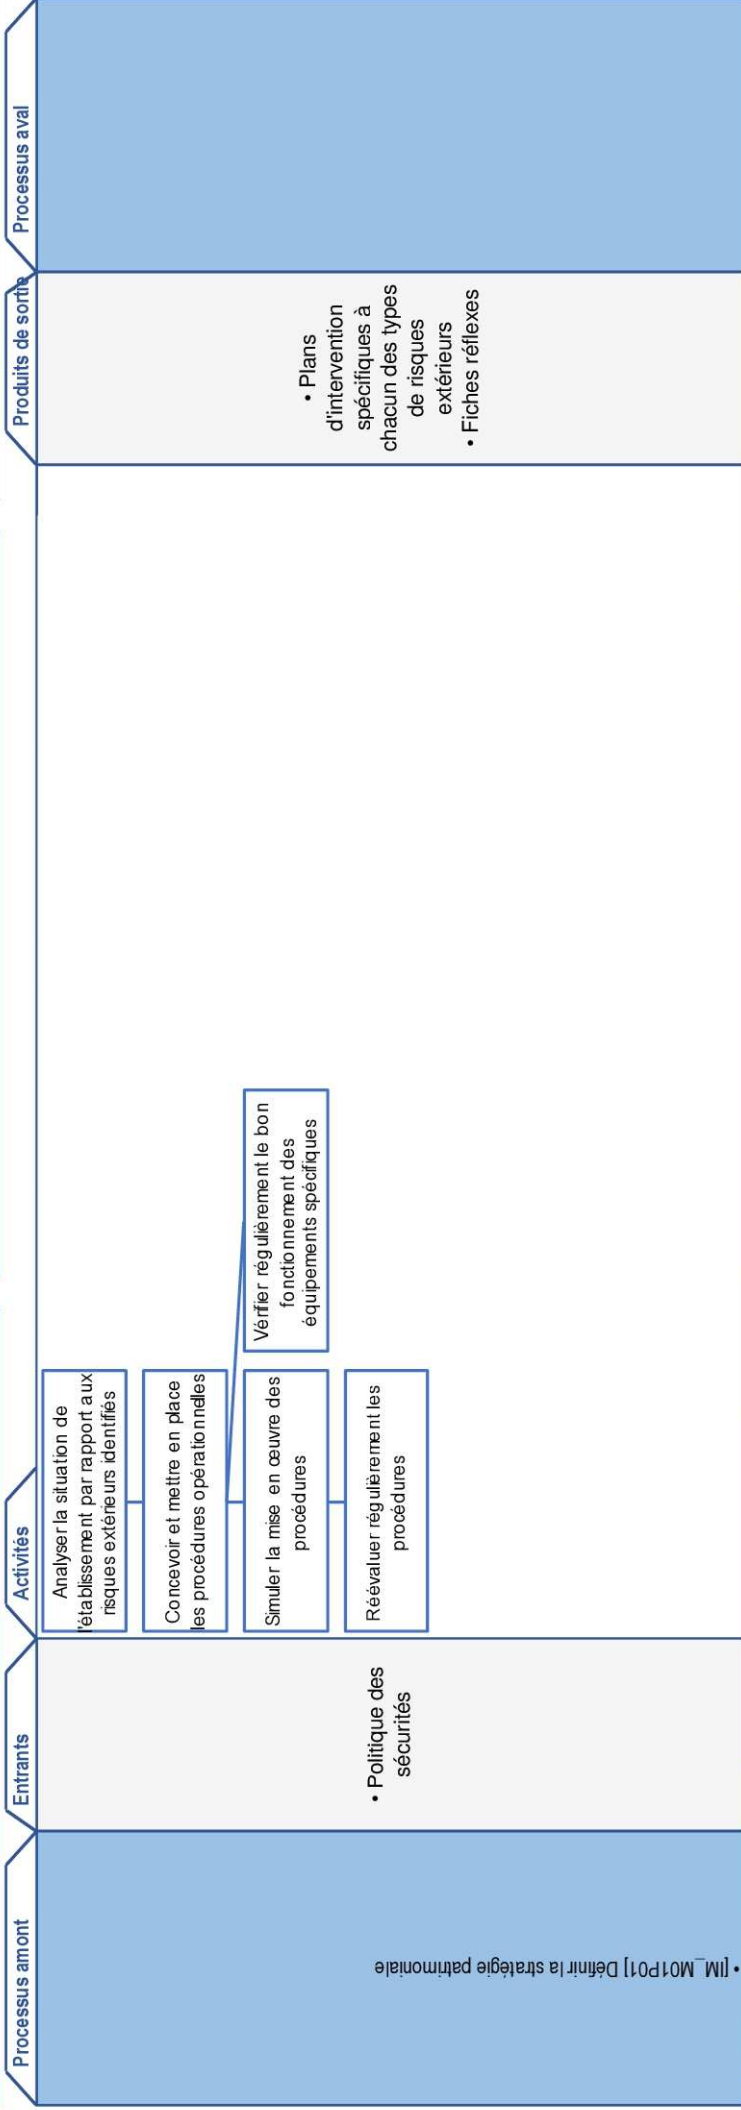 Processus amont
Entrants
Activités
Produits de sortie
Processus aval
• [IM_M01P01] Définir la stratégie patrimoniale
• Politique des
sécurités
Analyser la situation de
l'établissement par rapport aux
risques extérieurs identifiés
Concevoir et mettre en place
les procédures opérationnelles
Simuler la mise en œuvre des
procédures
Vérifier régulièrement le bon
fonctionnement des
équipements spécifiques
Réévaluer régulièrement les
procédures
• Plans
d'intervention
spécifiques à
chacun des types
de risques
extérieurs
• Fiches réflexes